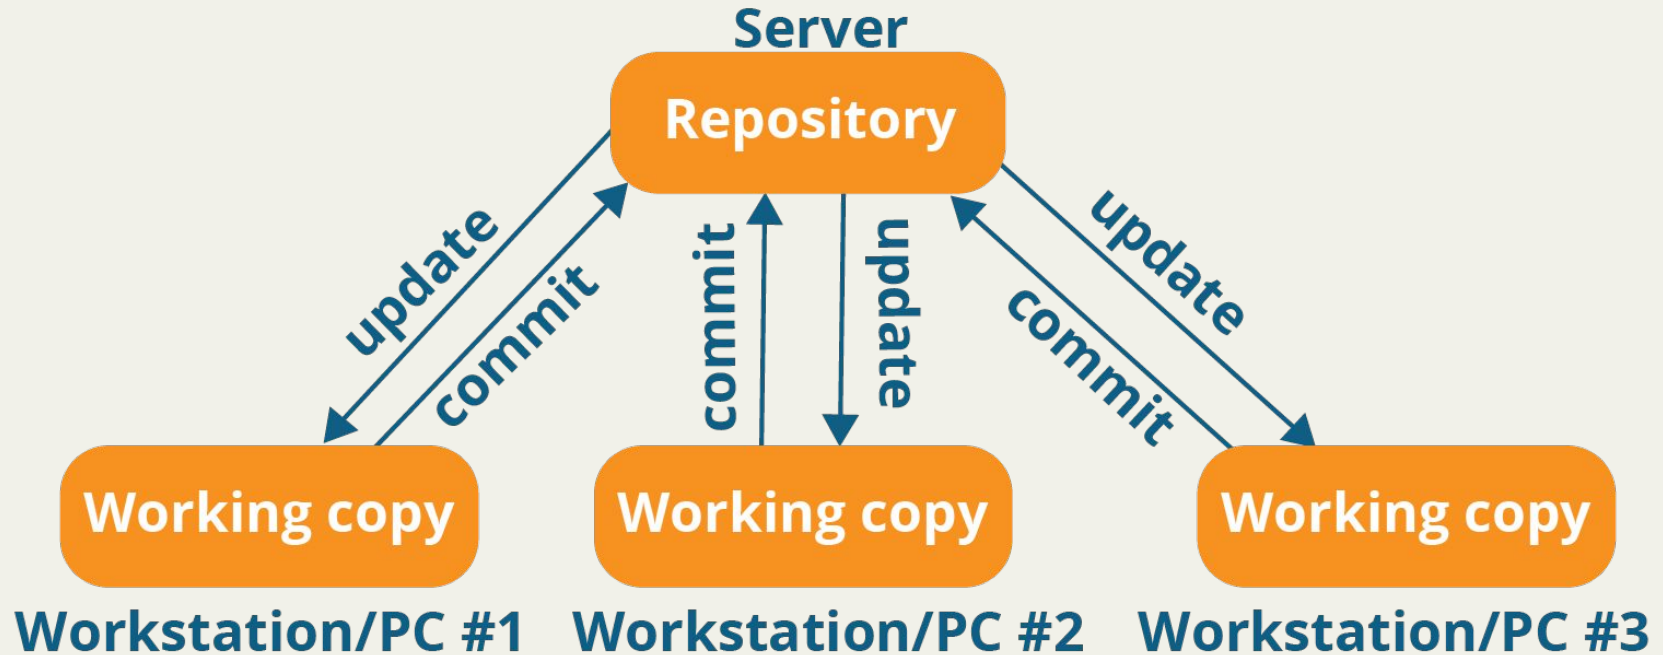 Server
Repository
update
commit
commit
update
commit
update
Working copy
Working copy
Working copy
Workstation/PC #1
Workstation/PC #2
Workstation/PC #3